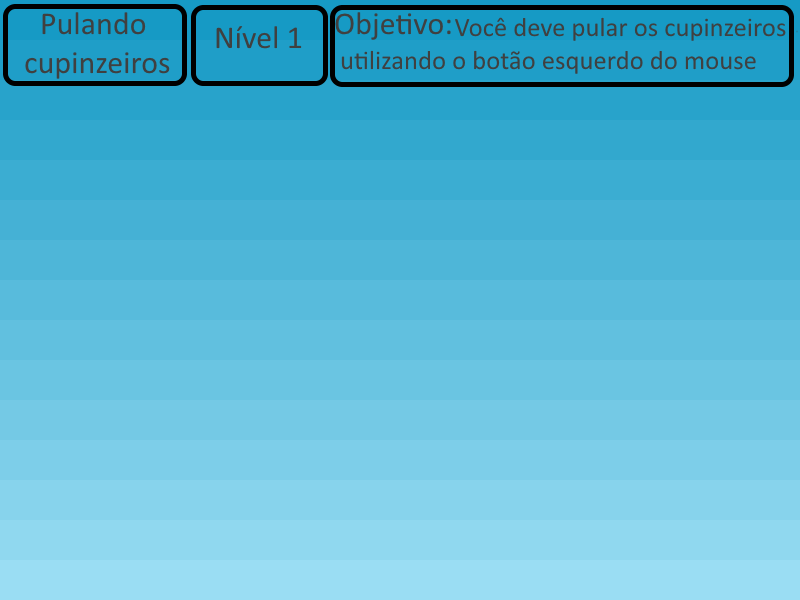 Pulando
cupinzeiros
Nível 1
Objetivo: Você deve pular os cupinzeiros
utilizando o botão esquerdo do mouse